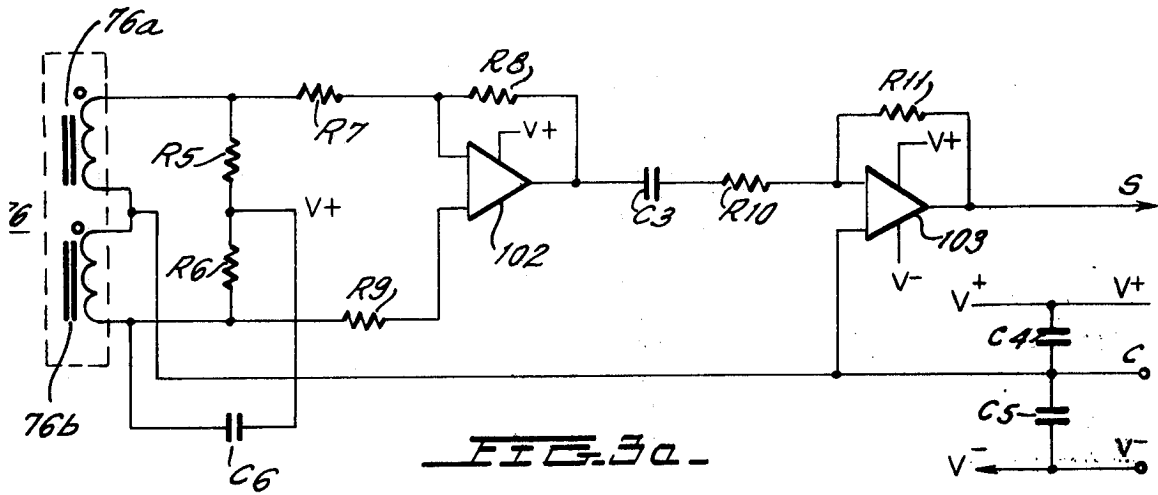 76a
R8
R11
V+
V+
R7
R5
V+
S
76
C3
R10
102
103
R6
R9
V-
V+
V+
C4
C
76b
C5
C6
FIG. 3a
V-
V-